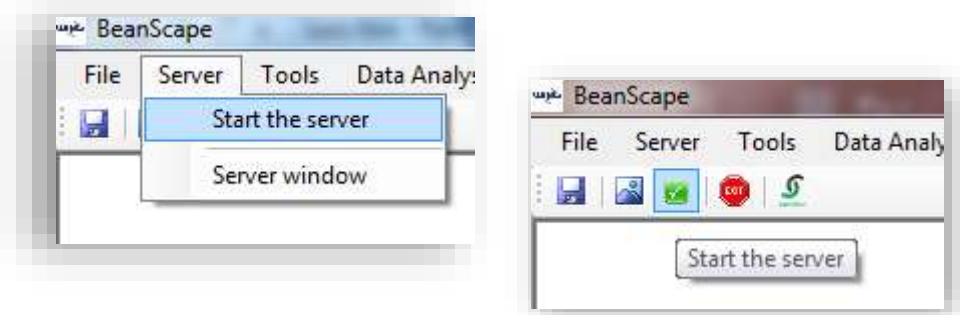 BeanScape
File Server Tools Data Analys
Start the server
Server window
BeanScape
File Server Tools Data Analy
Start the server